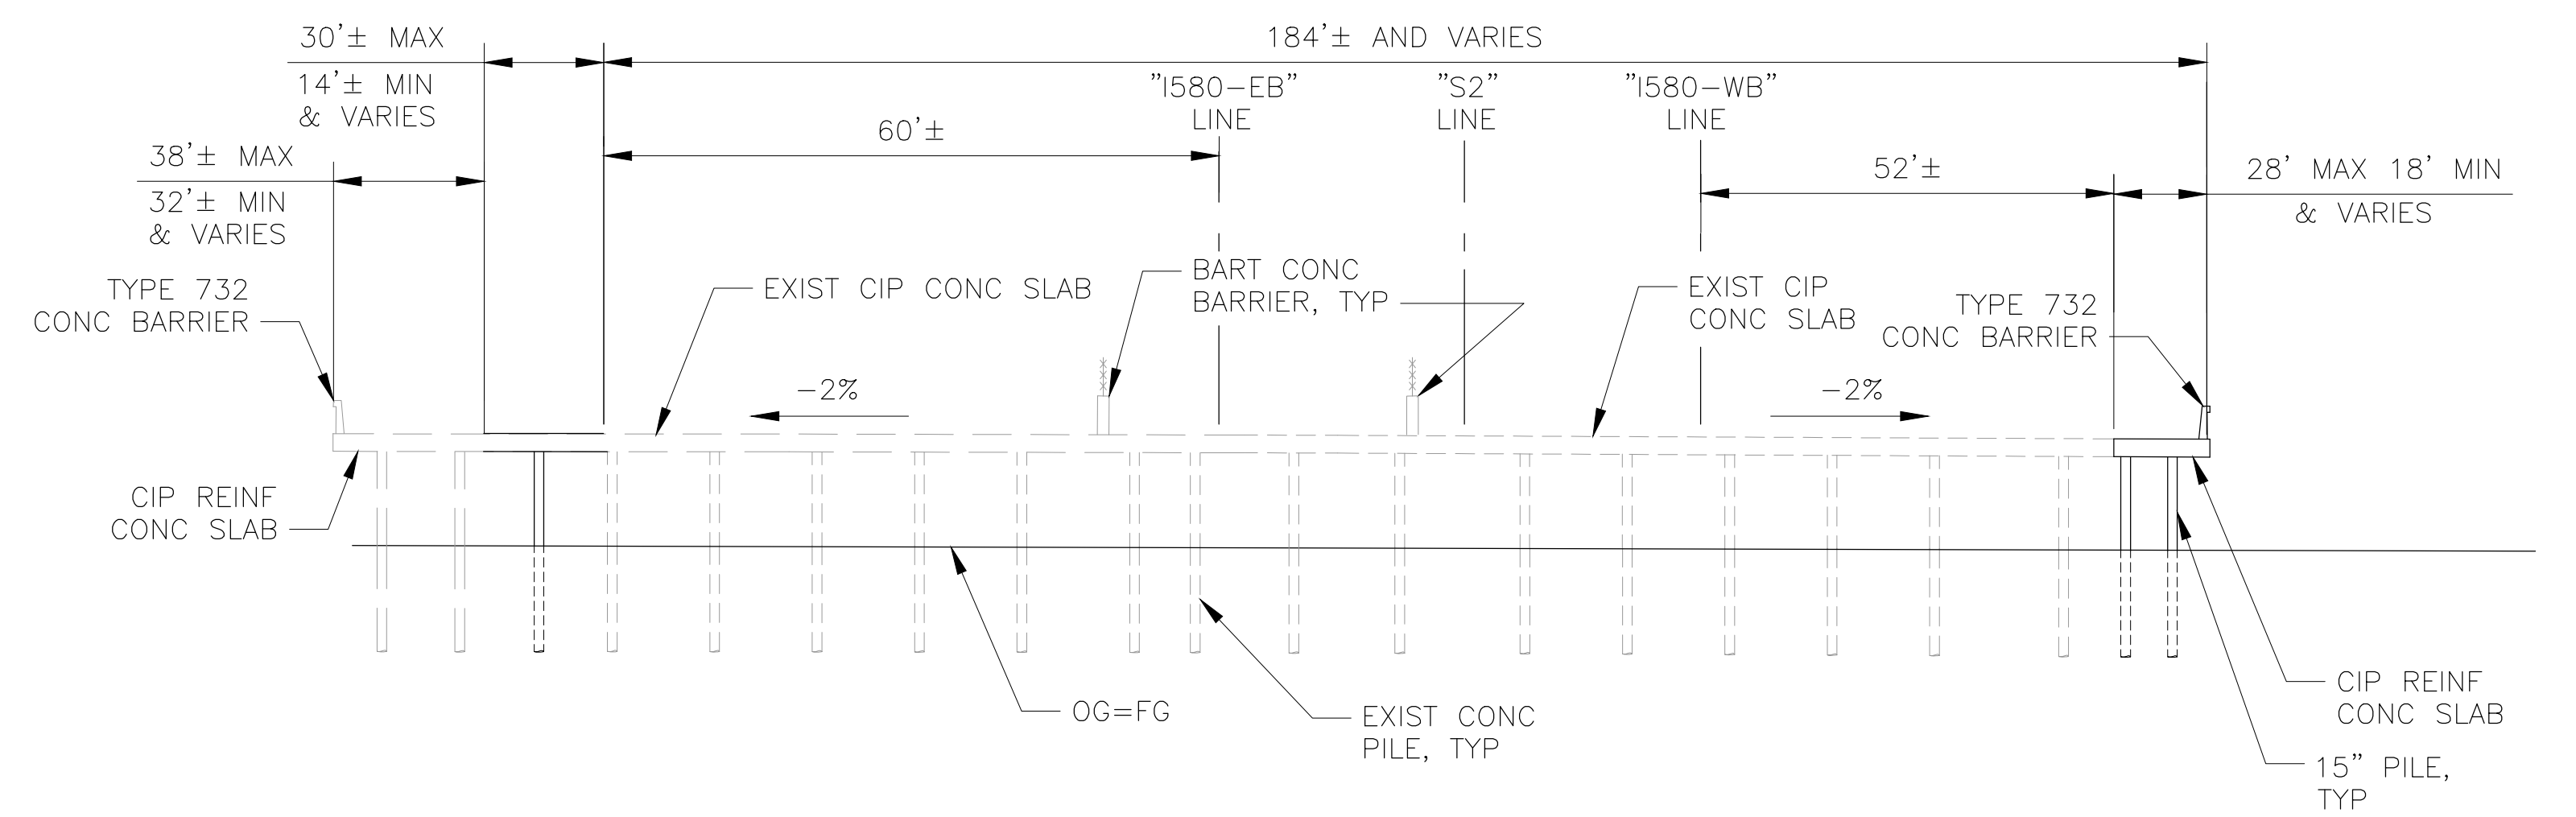 30'± MAX
14'± MIN
& VARIES
184'± AND VARIES
"I580-EB"
LINE
"S2"
LINE
"I580-WB"
LINE
60'±
38'± MAX
32'± MIN
& VARIES
52'±
28' MAX 18' MIN
& VARIES
TYPE 732
CONC BARRIER
EXIST CIP CONC SLAB
BART CONC
BARRIER, TYP
EXIST CIP
CONC SLAB
TYPE 732
CONC BARRIER
-2%
-2%
CIP REINF
CONC SLAB
OG=FG
EXIST CONC
PILE, TYP
CIP REINF
CONC SLAB
15" PILE,
TYP